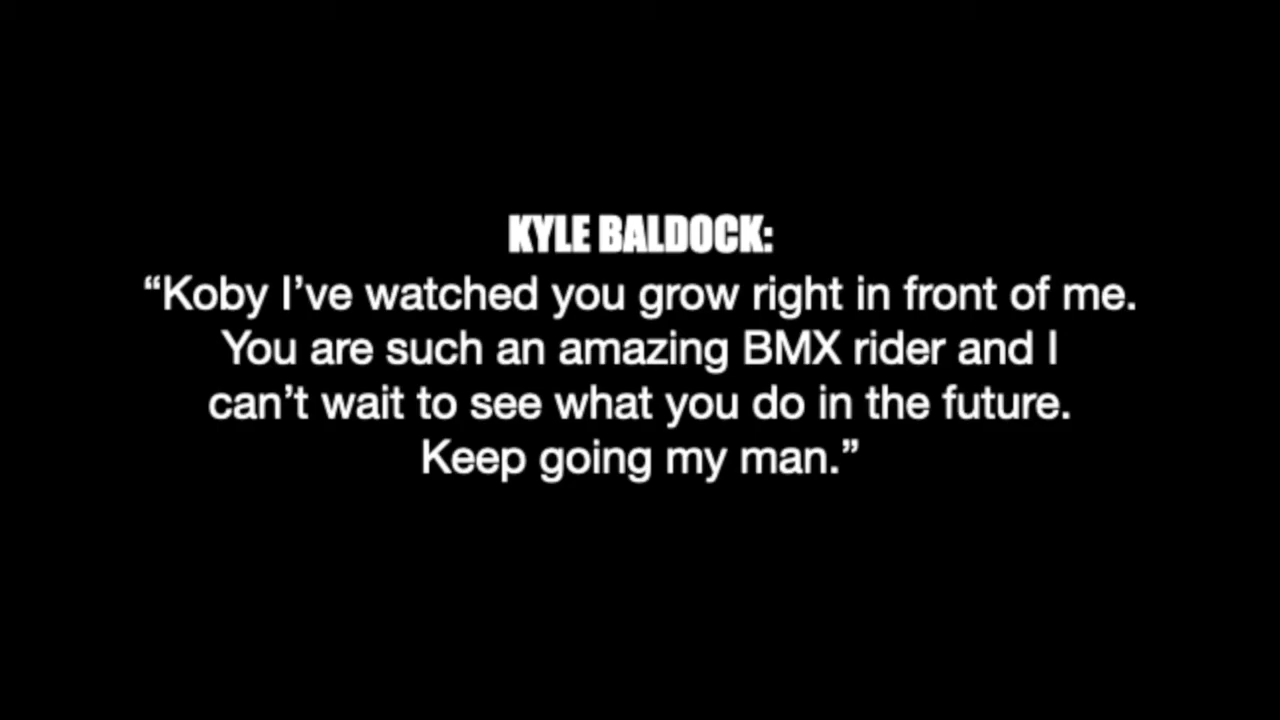 KYLE BALDOCK:
“Koby I’ve watched you grow right in front of me.
You are such an amazing BMX rider and I
can’t wait to see what you do in the future.
Keep going my man.”